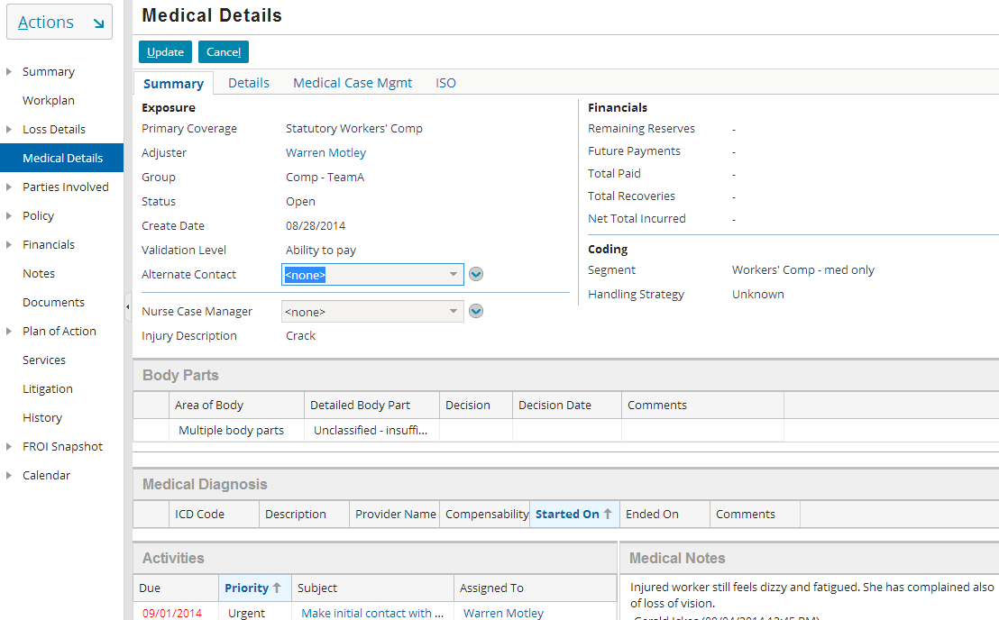 Actions
Summary
Workplan
Loss Details
Medical Details
Parties Involved
Policy
Financials
Notes
Documents
Plan of Action
Services
Litigation
History
FROI Snapshot
Calendar
Medical Details
Update Cancel
Summary Details Medical Case Mgmt ISO
Exposure
Primary Coverage Statutory Workers' Comp
Adjuster Warren Motley
Group Comp - TeamA
Status Open
Create Date 08/28/2014
Validation Level Ability to pay
Alternate Contact <none>
Nurse Case Manager <none>
Injury Description Crack
Financials
Remaining Reserves -
Future Payments -
Total Paid -
Total Recoveries -
Net Total Incurred -
Coding
Segment Workers' Comp - med only
Handling Strategy Unknown
Body Parts
Area of Body Detailed Body Part Decision Decision Date Comments
Multiple body parts Unclassified - insuffi...
Medical Diagnosis
ICD Code Description Provider Name Compensability Started On Ended On Comments
Activities
Due Priority Subject Assigned To
09/01/2014 Urgent Make initial contact with ... Warren Motley
Medical Notes
Injured worker still feels dizzy and fatigued. She has complained also
of loss of vision.